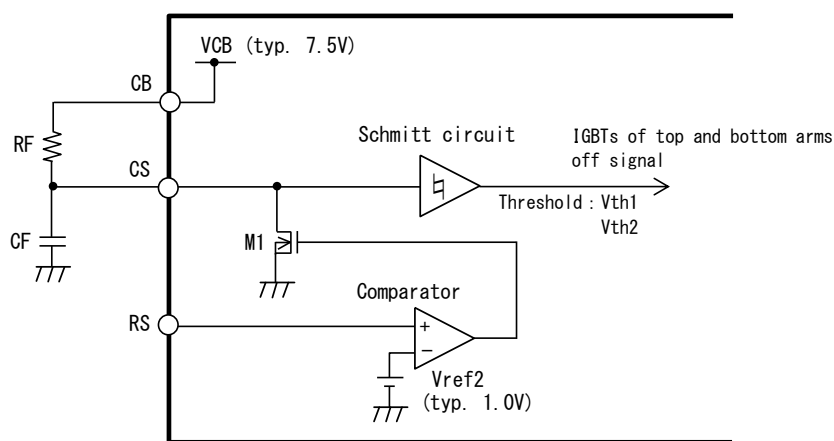 VCB (typ. 7.5V)
CB
RF
Schmitt circuit
IGBTs of top and bottom arms
off signal
CS
Threshold : Vth1
Vth2
CF
M1
Comparator
RS
+
−
Vref2
(typ. 1.0V)